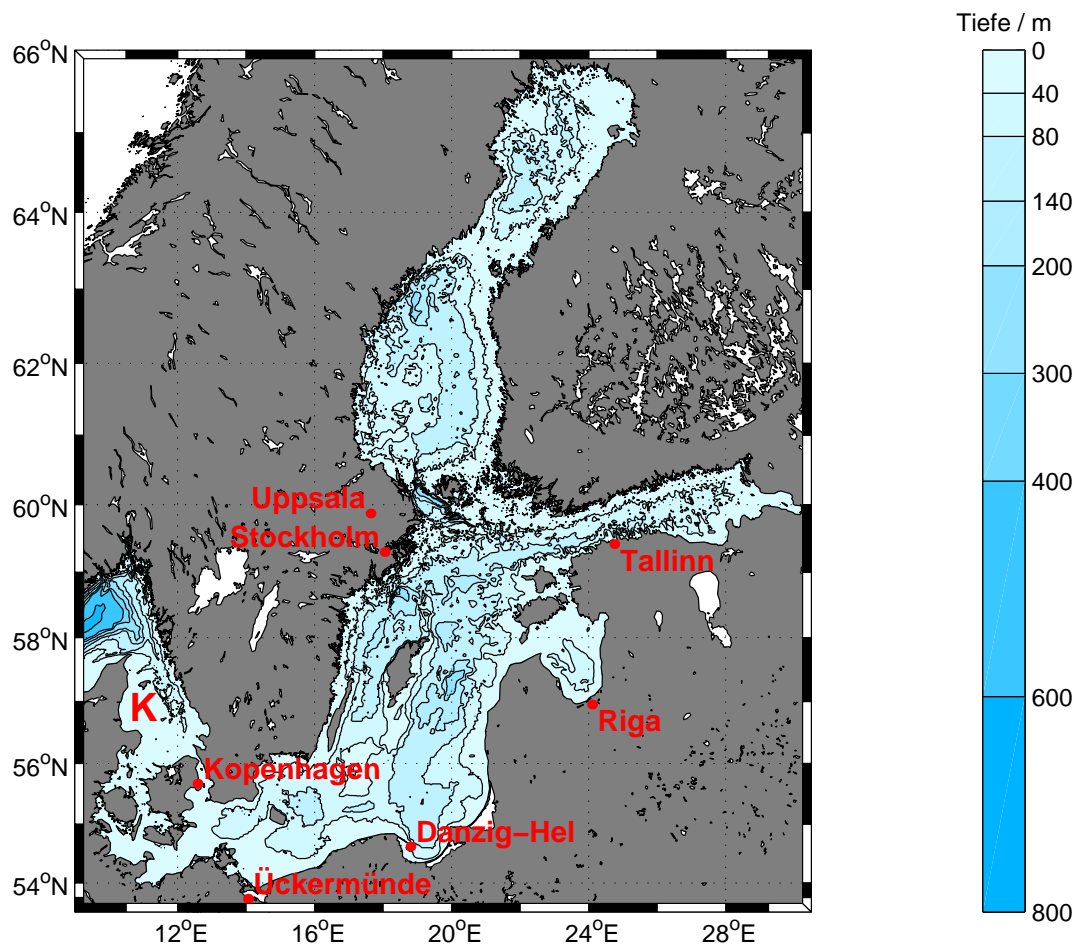 Tiefe / m
66°N
64°N
62°N
60°N
58°N
56°N
54°N
12°E
16°E
20°E
24°E
28°E
Uppsala
Stockholm
Tallinn
K
Riga
Kopenhagen
Danzig–Hel
Ückermünde
0
40
80
140
200
300
400
600
800